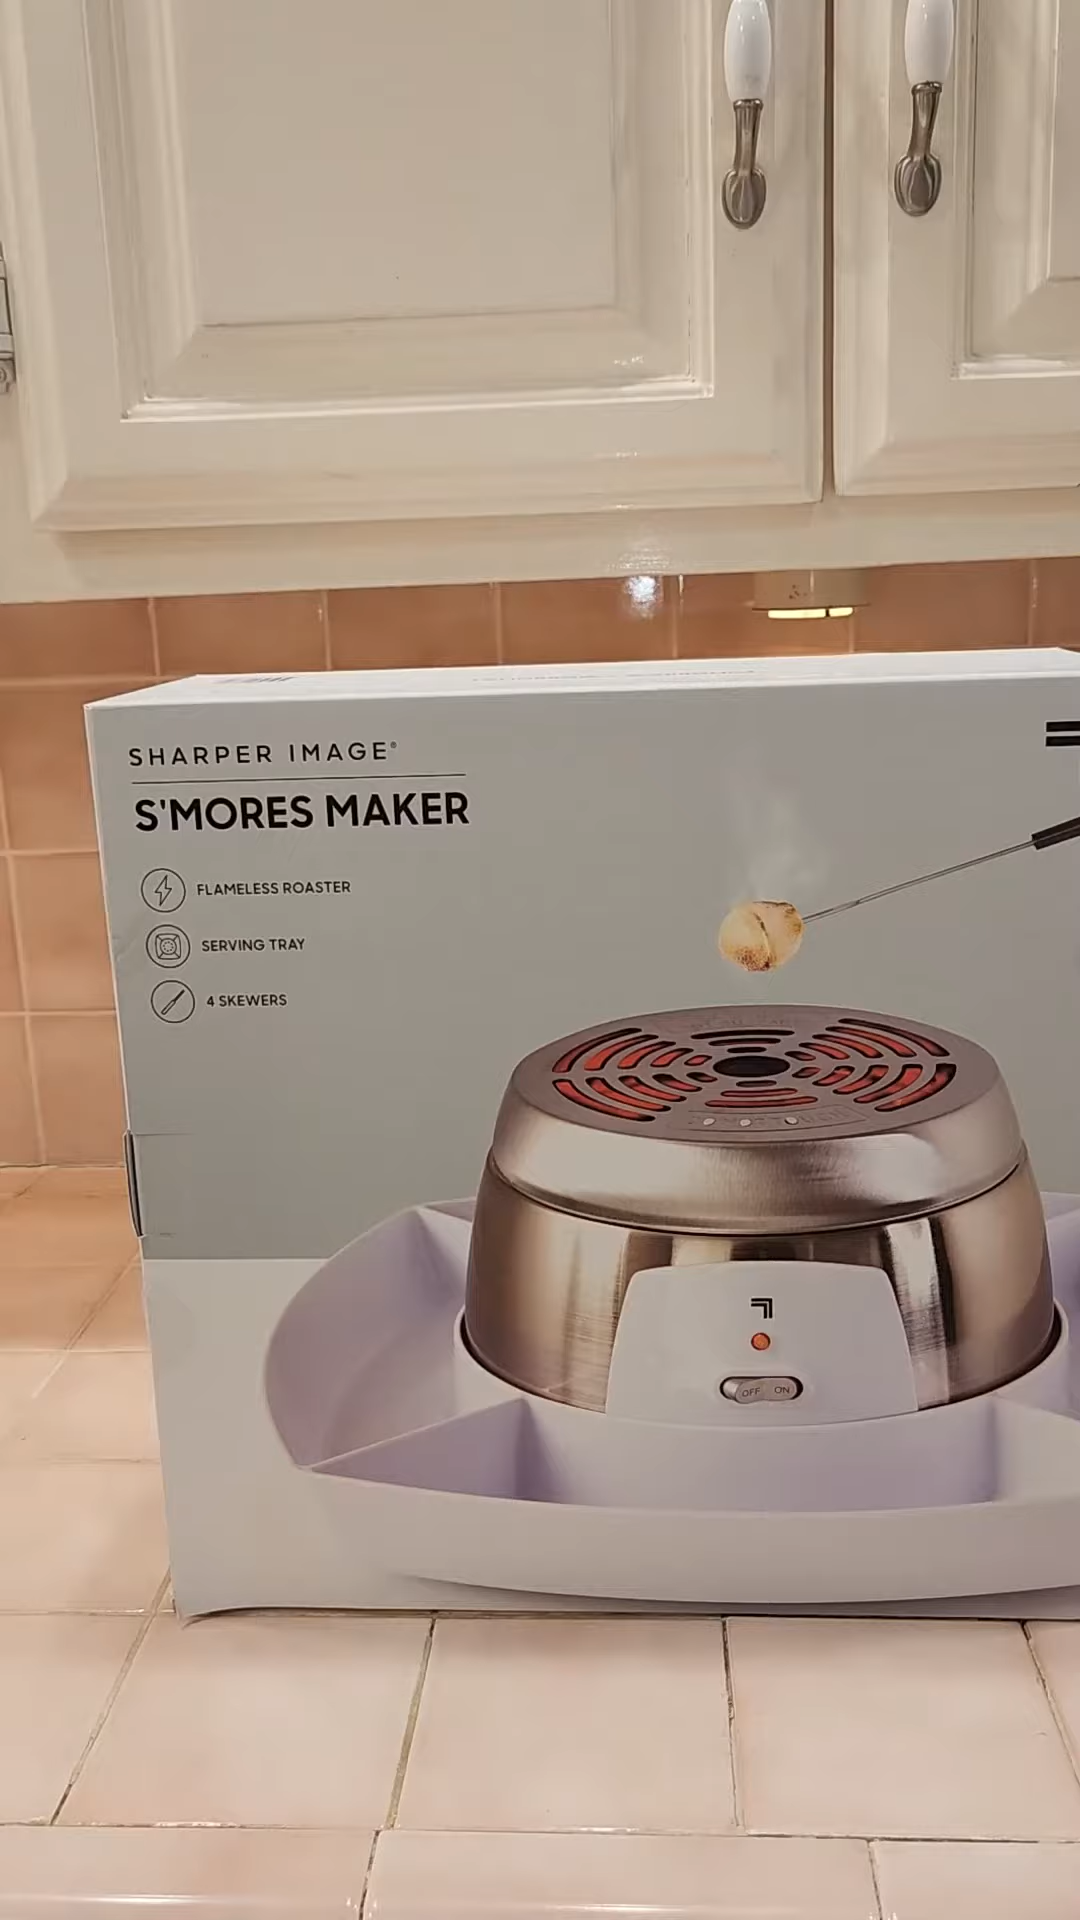 SHARPER IMAGE®
S'MORES MAKER
FLAMELESS ROASTER
SERVING TRAY
4 SKEWERS
OFF ON